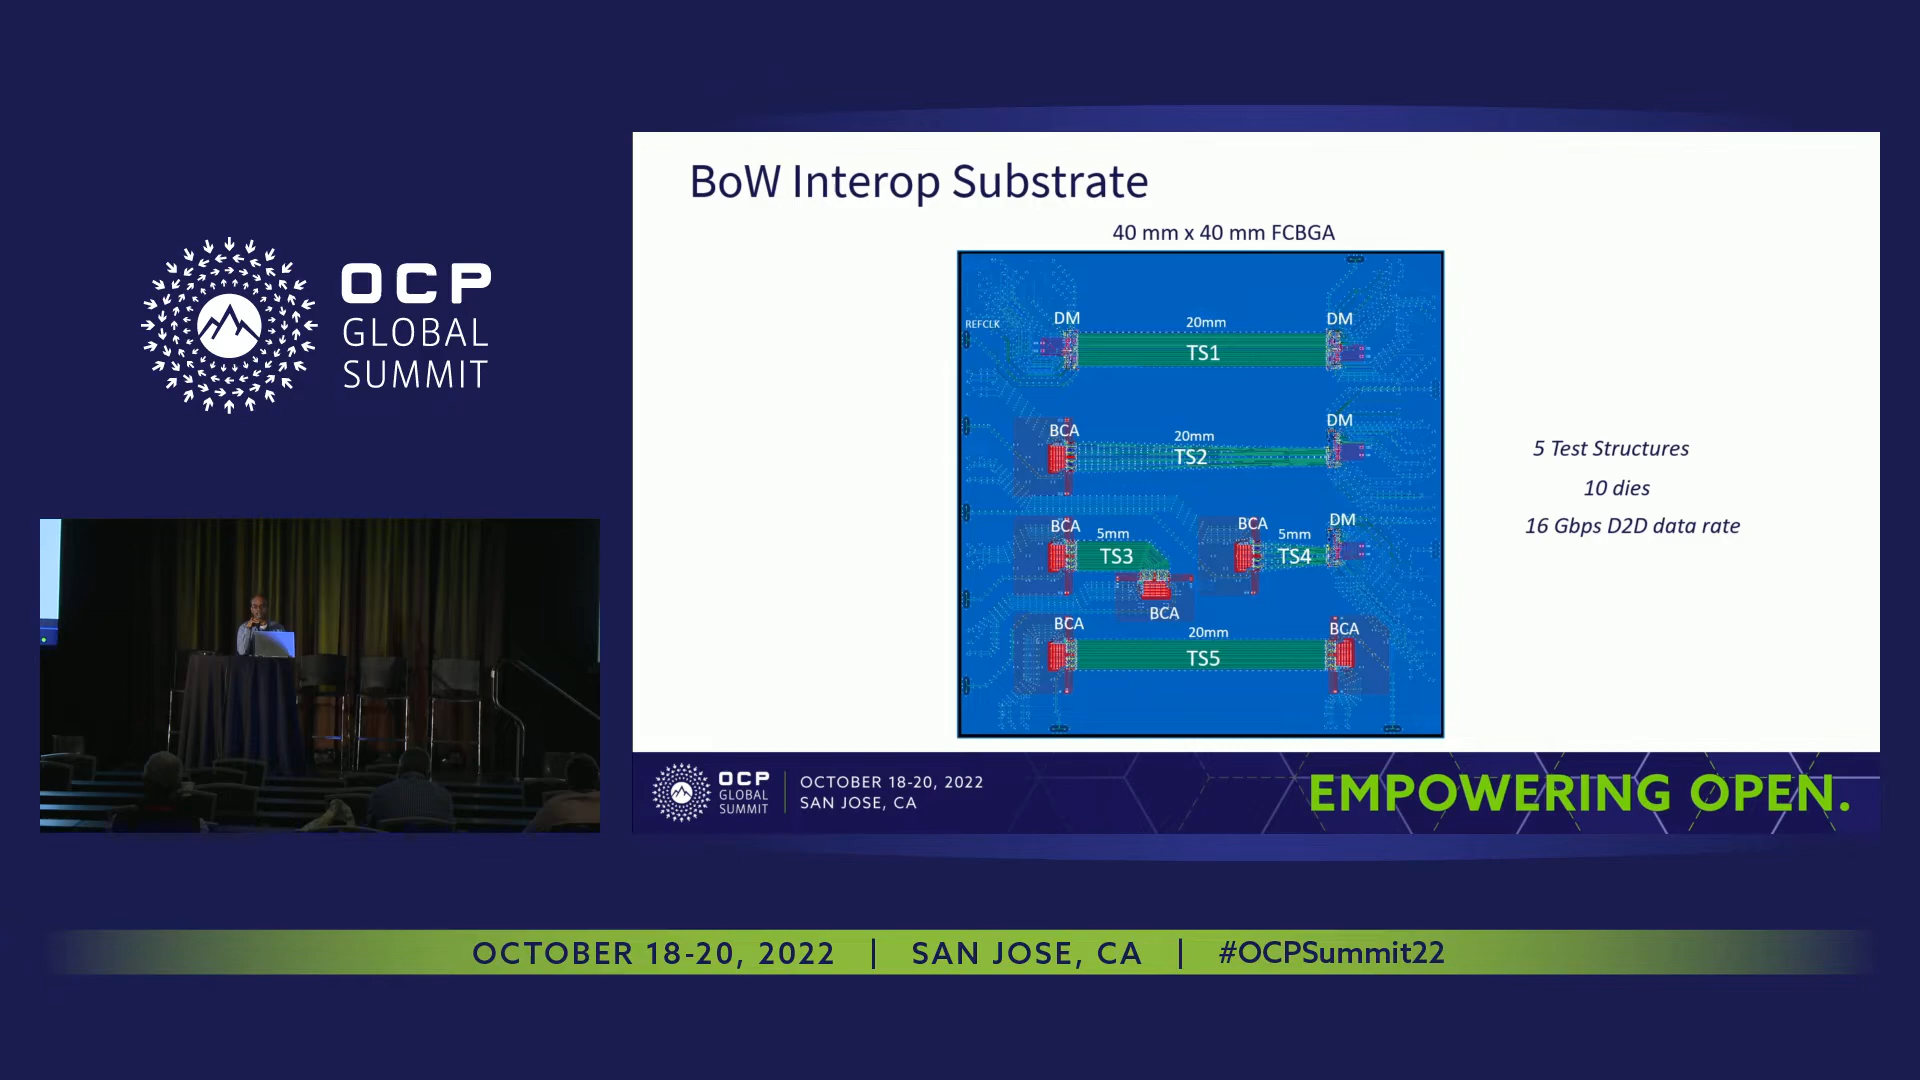 OCP
GLOBAL
SUMMIT
BoW Interop Substrate
40 mm x 40 mm FCBGA
REFCLK
DM
20mm
DM
TS1
BCA
20mm
DM
TS2
BCA
5mm
BCA
5mm
DM
TS3
TS4
BCA
BCA
20mm
BCA
TS5
5 Test Structures
10 dies
16 Gbps D2D data rate
OCP
GLOBAL
SUMMIT
OCTOBER 18-20, 2022
SAN JOSE, CA
EMPOWERING OPEN.
OCTOBER 18-20, 2022 | SAN JOSE, CA | #OCPSummit22